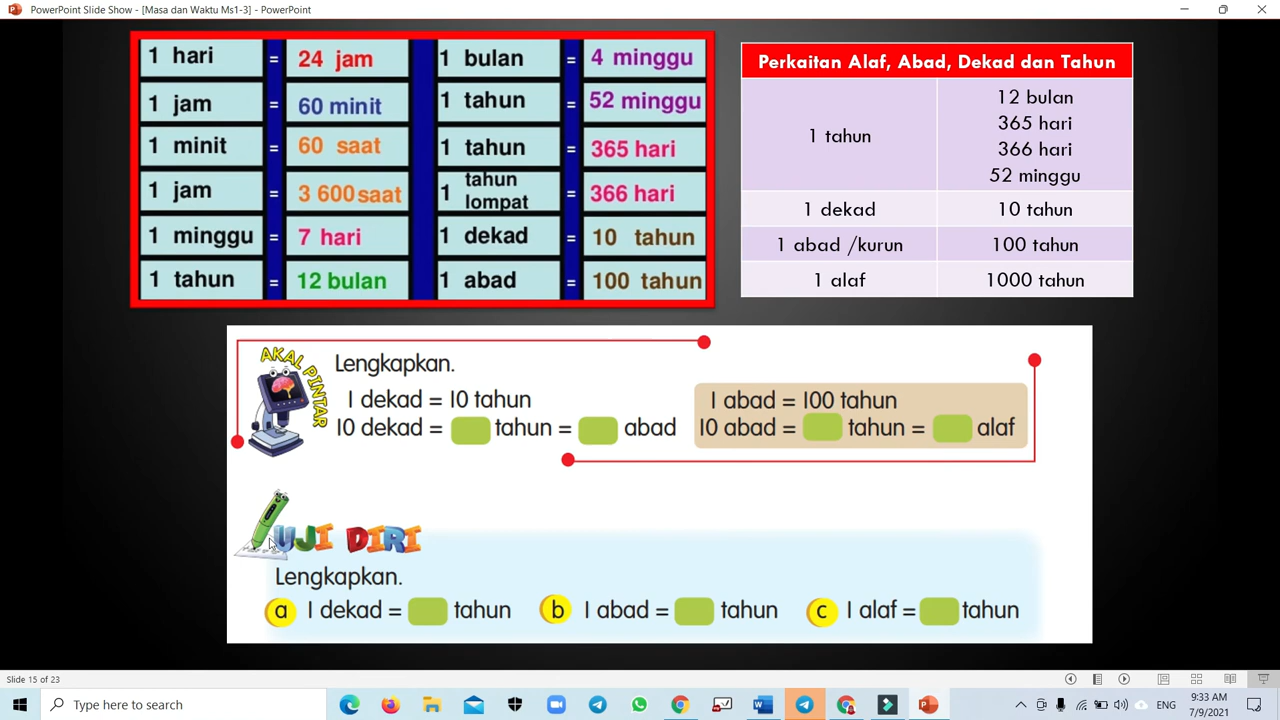 PowerPoint Slide Show - [Masa dan Waktu Ms1-3] - PowerPoint
1 hari = 24 jam 1 bulan = 4 minggu
1 jam = 60 minit 1 tahun = 52 minggu
1 minit = 60 saat 1 tahun = 365 hari
1 jam = 3 600 saat 1 tahun lompat = 366 hari
1 minggu = 7 hari 1 dekad = 10 tahun
1 tahun = 12 bulan 1 abad = 100 tahun
Perkaitan Alaf, Abad, Dekad dan Tahun
1 tahun
12 bulan
365 hari
366 hari
52 minggu
1 dekad 10 tahun
1 abad /kurun 100 tahun
1 alaf 1000 tahun
AKAL PINTAR
Lengkapkan.
1 dekad = 10 tahun
10 dekad = tahun = abad
1 abad = 100 tahun
10 abad = tahun = alaf
UJI DIRI
Lengkapkan.
a 1 dekad = tahun b 1 abad = tahun c 1 alaf = tahun
Slide 15 of 23
Type here to search
ENG
9:33 AM
7/9/2021